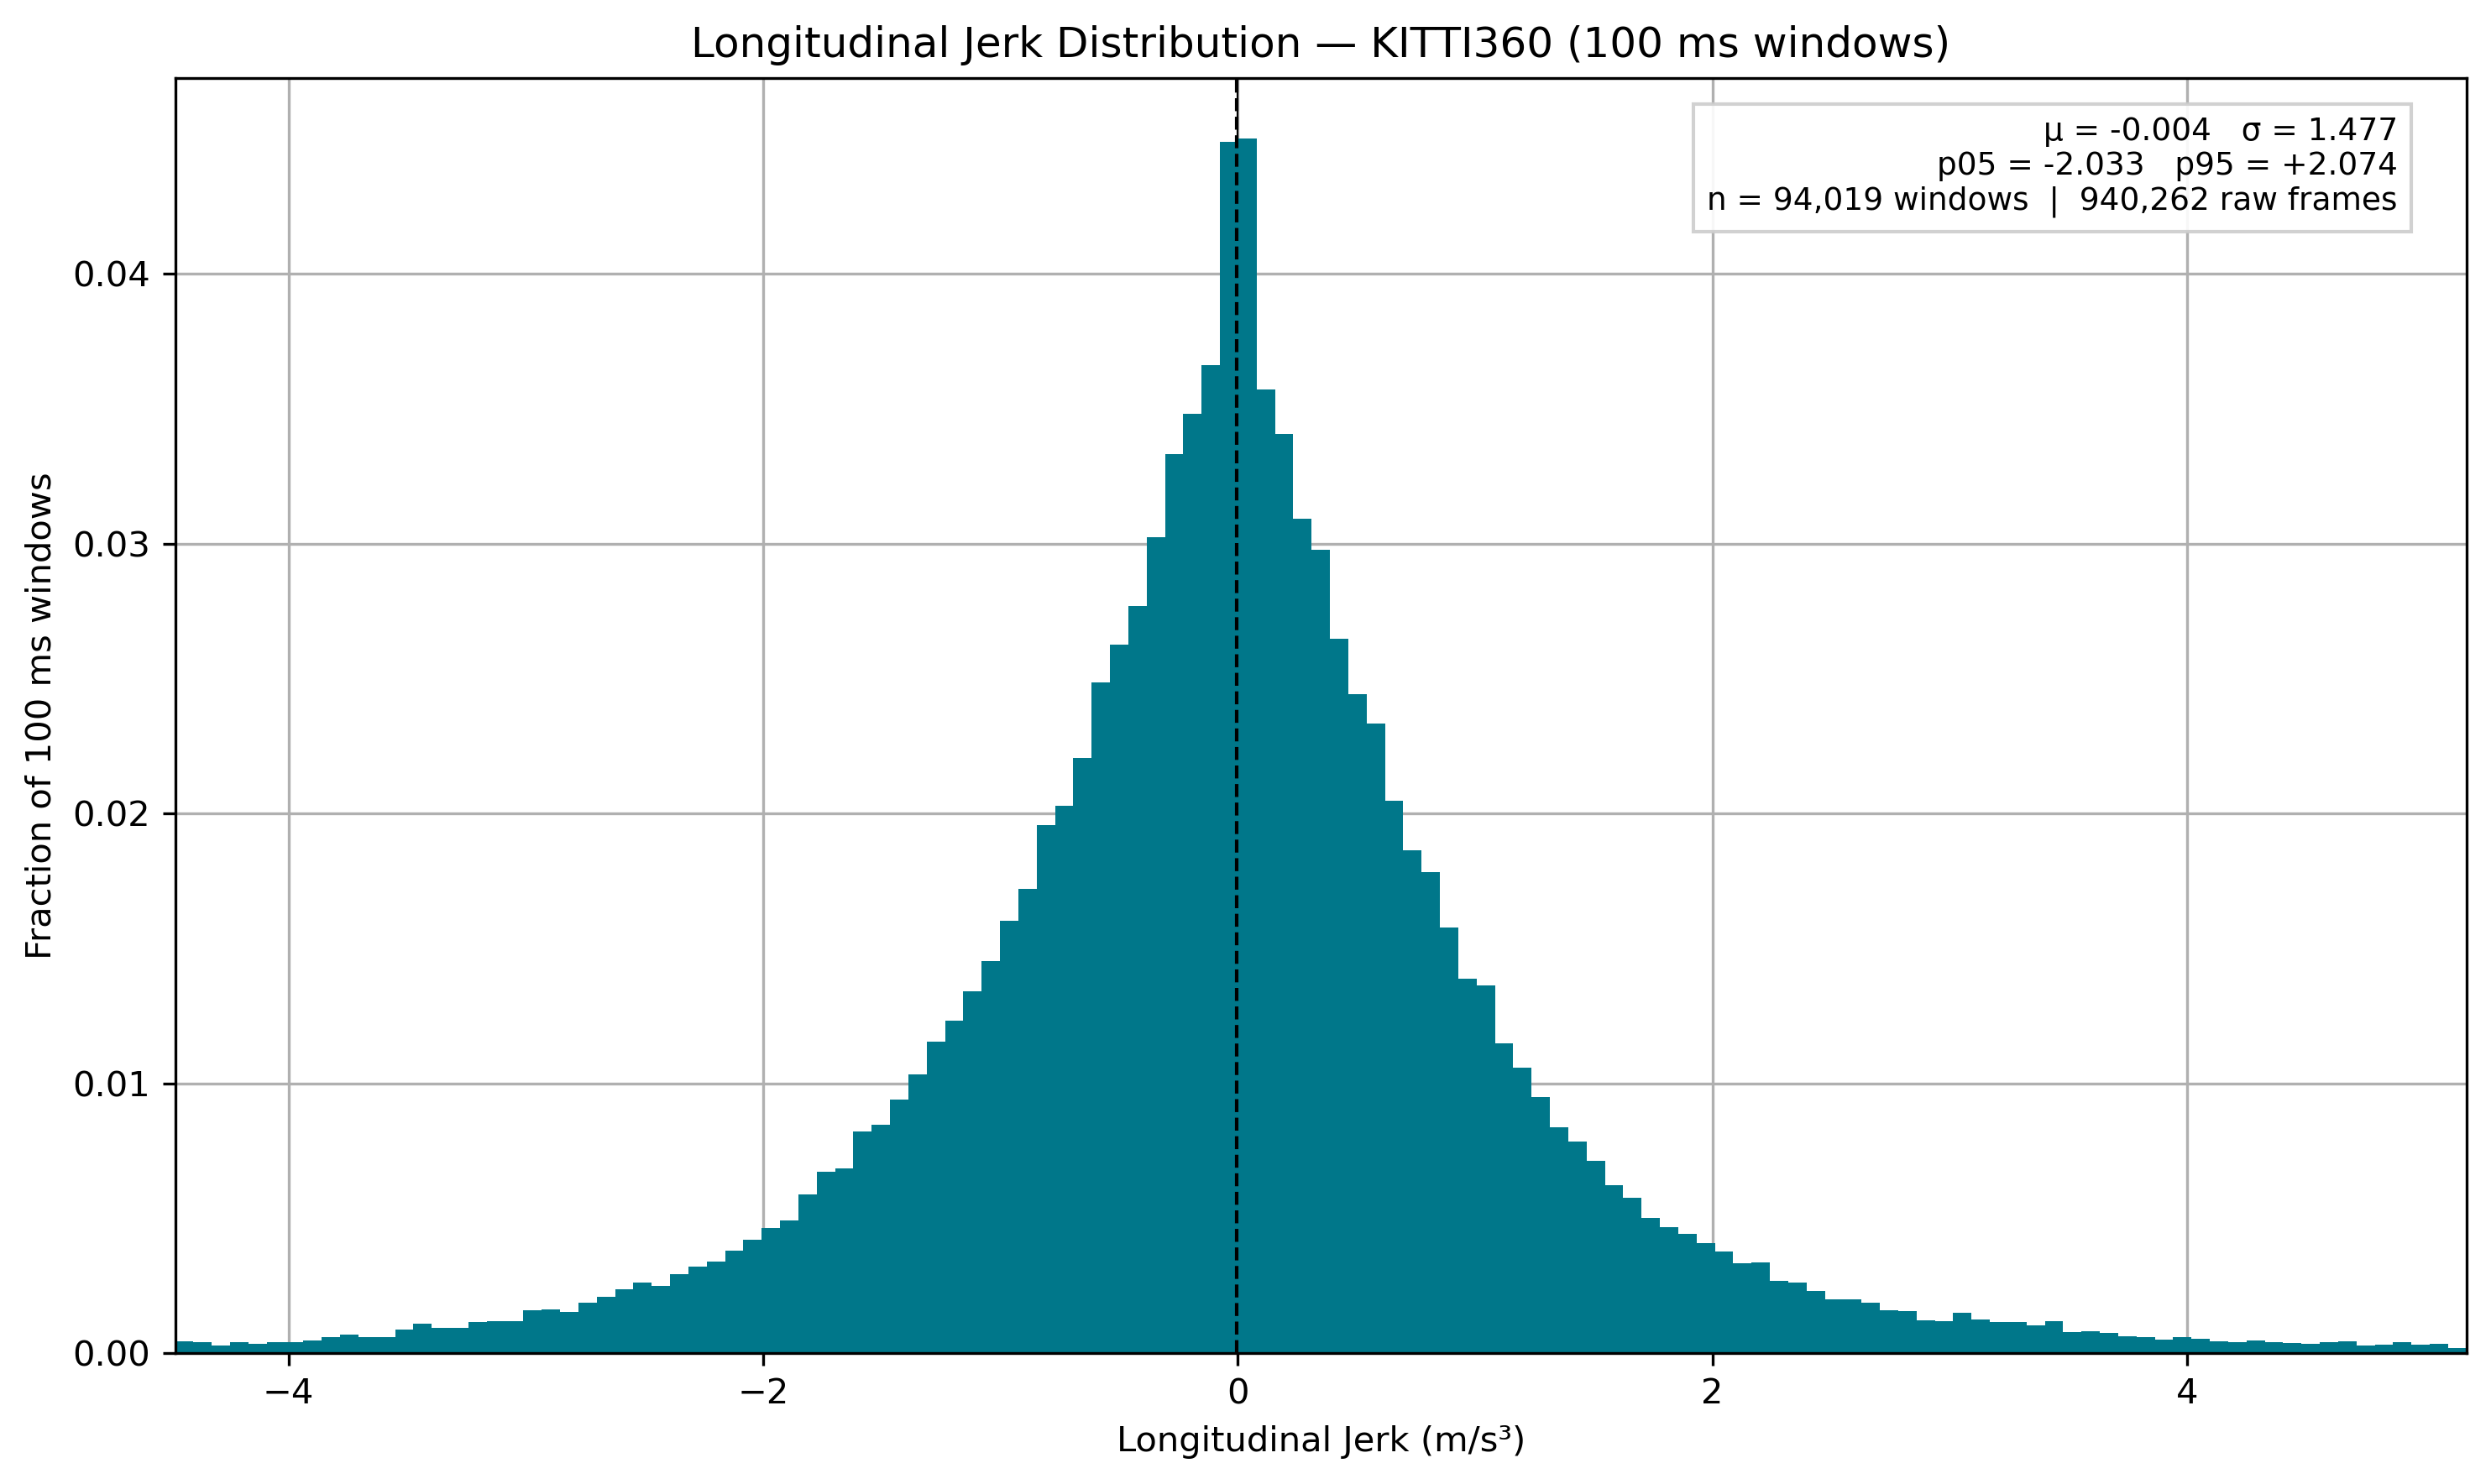 Longitudinal Jerk Distribution — KITTI360 (100 ms windows)
μ = -0.004   σ = 1.477
p05 = -2.033   p95 = +2.074
n = 94,019 windows  |  940,262 raw frames
Fraction of 100 ms windows
0.04
0.03
0.02
0.01
0.00
−4
−2
0
2
4
Longitudinal Jerk (m/s³)